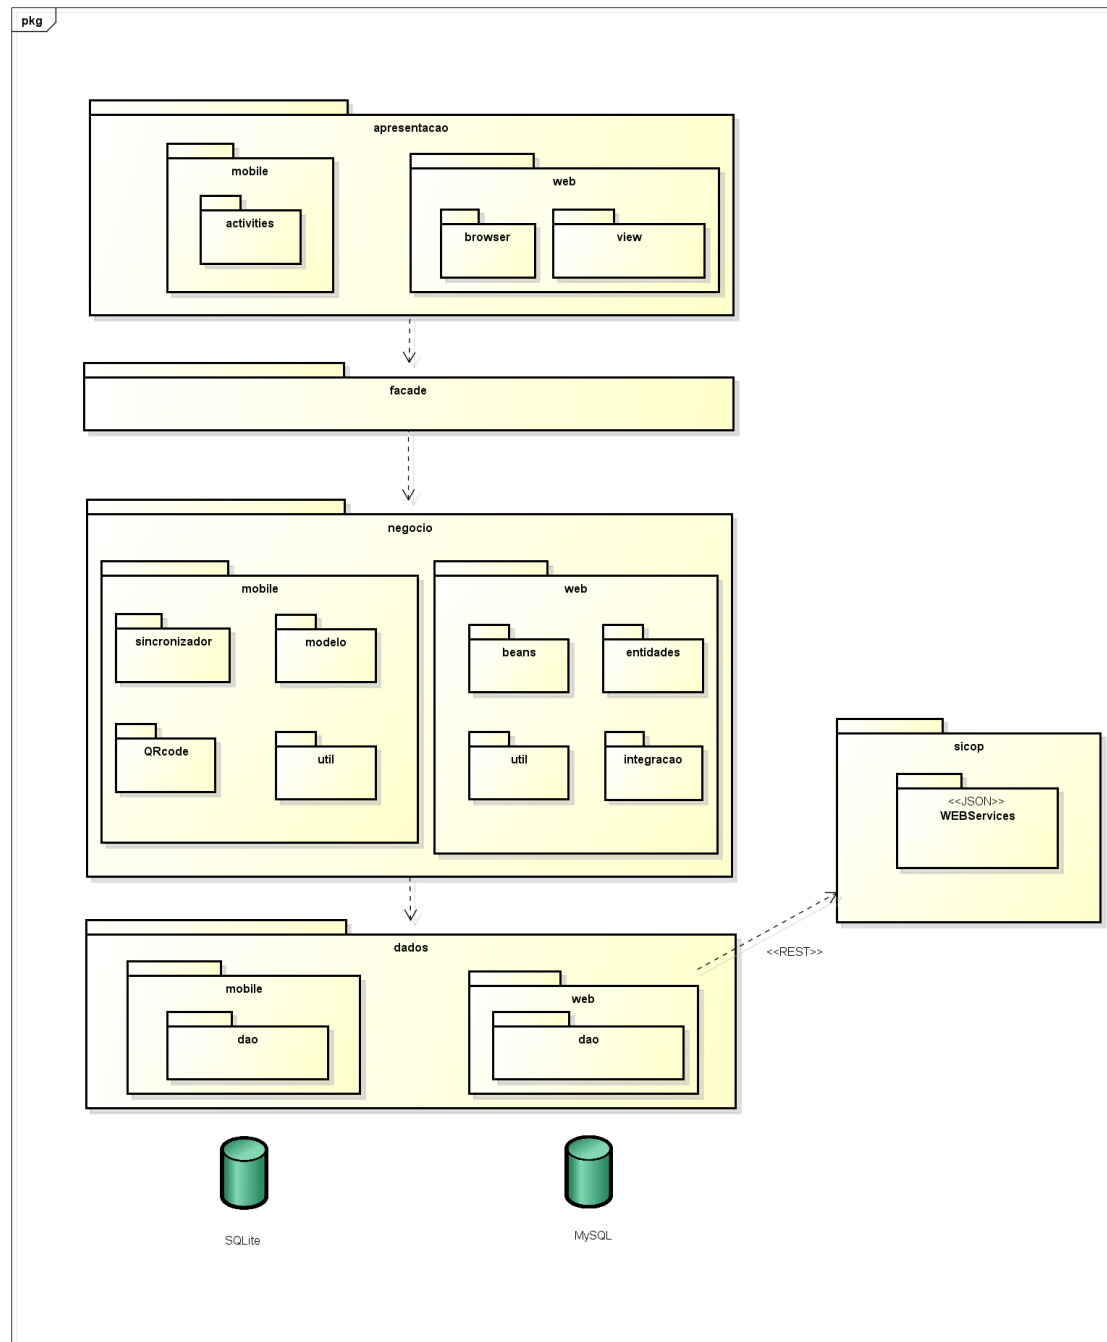 pkg
apresentacao
mobile
web
activities
browser
view
facade
negocio
mobile
web
sincronizador
modelo
beans
entidades
QRcode
util
util
integracao
sicop
<<JSON>>
WEBServices
dados
<<REST>>
mobile
web
dao
dao
SQLite
MySQL